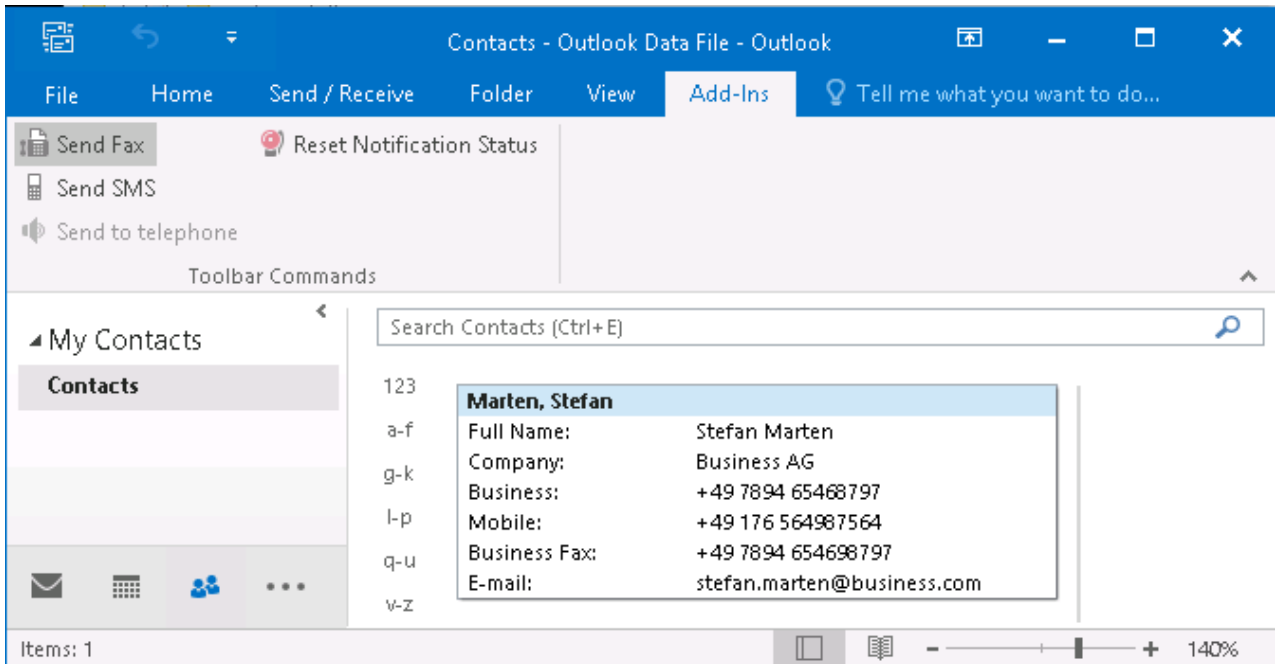 Contacts - Outlook Data File - Outlook
File Home Send / Receive Folder View Add-Ins Tell me what you want to do...
Send Fax Reset Notification Status
Send SMS
Send to telephone
Toolbar Commands
My Contacts
Search Contacts (Ctrl+E)
Contacts
123
a-f
g-k
l-p
q-u
v-z
Marten, Stefan
Full Name: Stefan Marten
Company: Business AG
Business: +49 7894 65468797
Mobile: +49 176 564987564
Business Fax: +49 7894 654698797
E-mail: stefan.marten@business.com
Items: 1 140%